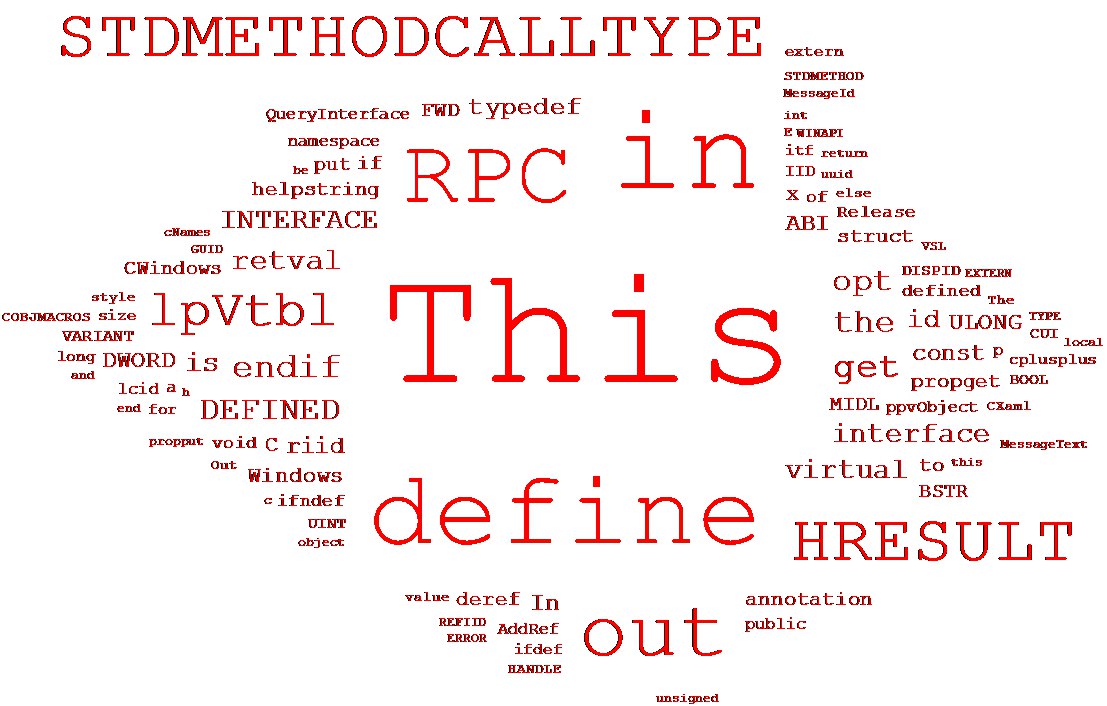 STDMETHODCALLTYPE extern
STDMETHOD
MessageId
QueryInterface FWD typedef in int
namespace E WINAPI
be put if RPC itf return
helpstring IID uuid
X of else
INTERFACE ABI Release
cNames struct
GUID VSL
CWindows retval
opt DISPID EXTERN
defined The
This
style lpVtbl
COBJMACROS size the id ULONG TYPE
VARIANT CUI
local
long DWORD is endif get const p cplusplus
and propget BOOL
lcid a h
end for DEFINED MIDL ppvObject CXaml
propput void C riid interface MessageText
Out virtual to this
Windows BSTR
c ifndef define
UINT
object HRESULT
value deref In annotation
REFIID AddRef out public
ERROR
ifdef
HANDLE
unsigned